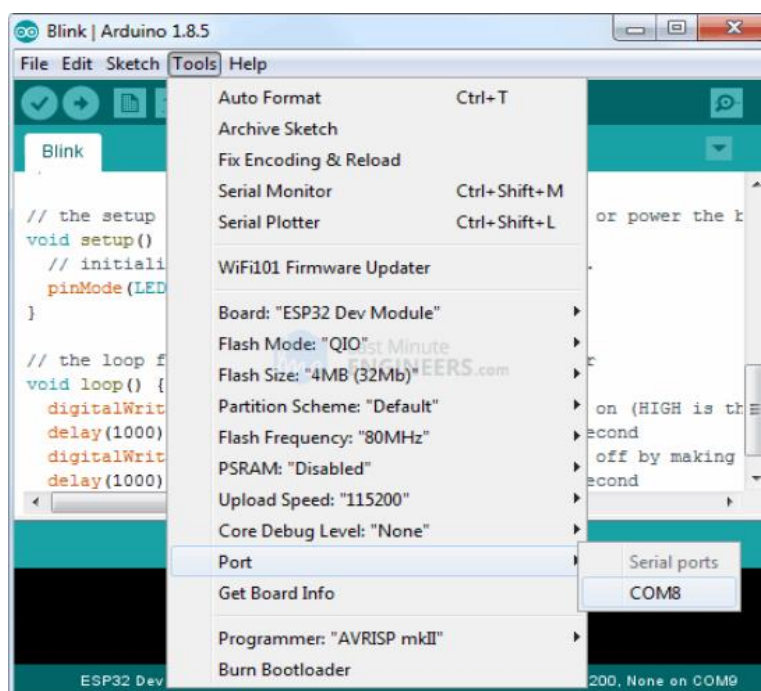 Blink | Arduino 1.8.5
File Edit Sketch Tools Help
Auto Format Ctrl+T
Archive Sketch
Blink
Fix Encoding & Reload
Serial Monitor Ctrl+Shift+M
// the setup or power the b
Serial Plotter Ctrl+Shift+L
void setup()
// initiali .
WiFi101 Firmware Updater
pinMode(LED
}
Board: "ESP32 Dev Module"
Flash Mode: "QIO"
Last Minute
ENGINEERS.com
// the loop f r
Flash Size: "4MB (32Mb)"
void loop() {
Partition Scheme: "Default"
digitalWrit on (HIGH is th
delay(1000) econd
Flash Frequency: "80MHz"
digitalWrit off by making
PSRAM: "Disabled"
delay(1000) econd
Upload Speed: "115200"
Core Debug Level: "None"
Port Serial ports
Get Board Info COM8
Programmer: "AVRISP mkII"
Burn Bootloader
ESP32 Dev 200, None on COM9